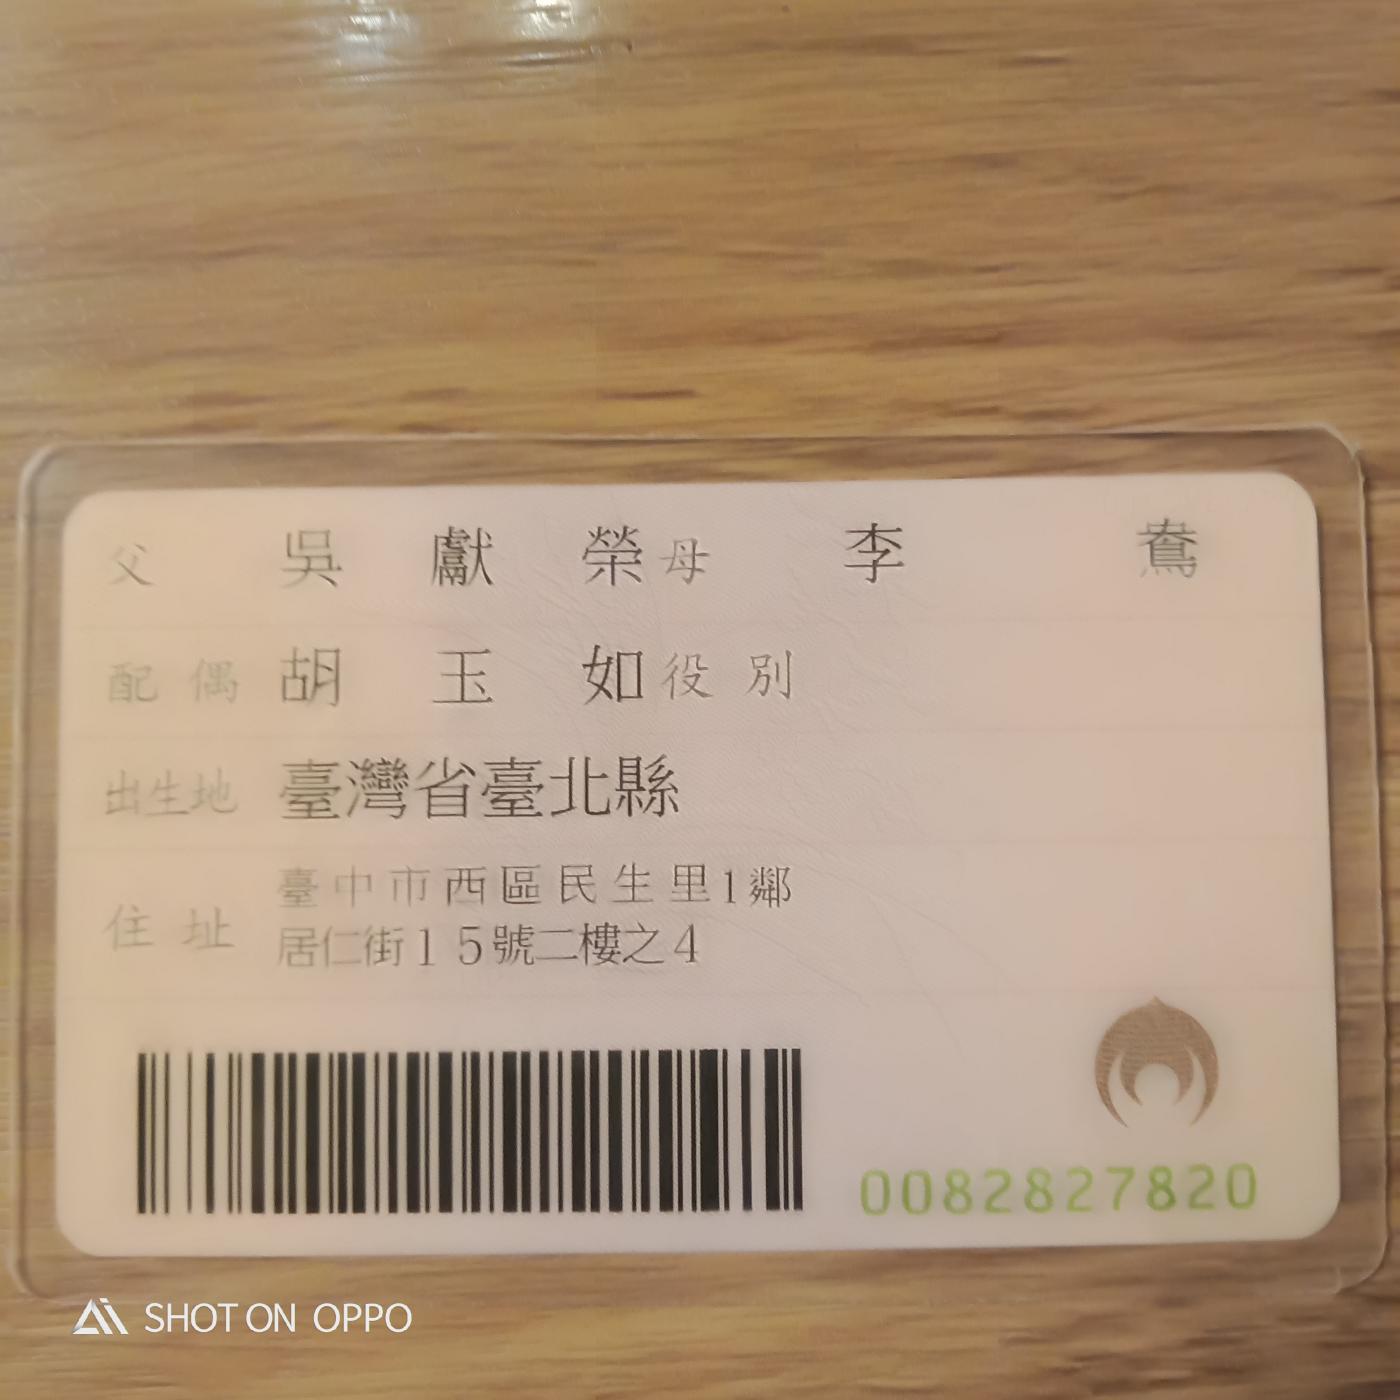 父 吳獻榮 母 李鴦
配偶 胡玉如 役別
出生地 臺灣省臺北縣
住址 臺中市西區民生里1鄰
居仁街15號二樓之4
0082827820
SHOT ON OPPO